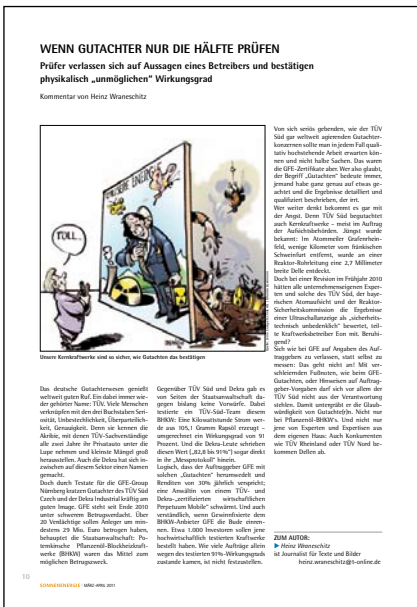 WENN GUTACHTER NUR DIE HÄLFTE PRÜFEN
Prüfer verlassen sich auf Aussagen eines Betreibers und bestätigen
physikalisch „unmöglichen“ Wirkungsgrad
Kommentar von Heinz Wraneschitz
TOLL
Unsere Kernkraftwerke sind so sicher, wie Gutachten das bestätigen
Das deutsche Gutachterwesen genießt
weltweit guten Ruf. Ein dabei immer wie-
der gehörter Name: TÜV. Viele Menschen
verknüpfen mit den drei Buchstaben Seri-
osität, Unbestechlichkeit, Überparteilich-
keit, Genauigkeit. Denn sie kennen die
Akribie, mit denen TÜV-Sachverständige
alle zwei Jahre ihr Privatauto unter die
Lupe nehmen und kleinste Mängel groß
herausstellen. Auch die Dekra hat sich in-
zwischen auf diesem Sektor einen Namen
gemacht.
Doch durch Testate für die GFE-Group
Nürnberg kratzen Gutachter des TÜV Süd
Czech und der Dekra Industrial kräftig am
guten Image. GFE steht seit Ende 2010
unter schwerem Betrugsverdacht. Über
20 Verdächtige sollen Anleger um min-
destens 29 Mio. Euro betrogen haben,
behauptet die Staatsanwaltschaft: Po-
temkinsche Pflanzenöl-Blockheizkraft-
werke (BHKW) waren das Mittel zum
möglichen Betrugszweck.
Gegenüber TÜV Süd und Dekra gab es
von Seiten der Staatsanwaltschaft da-
gegen bislang keine Vorwürfe. Dabei
testierte ein TÜV-Süd-Team diesem
BHKW: Eine Kilowattstunde Strom wer-
de aus 105,1 Gramm Rapsöl erzeugt –
umgerechnet ein Wirkungsgrad von 91
Prozent. Und die Dekra-Leute schrieben
diesen Wert („82,8 bis 91%“) sogar direkt
in ihr „Messprotokoll“ hinein.
Logisch, dass der Auftraggeber GFE mit
solchen „Gutachten“ herumwedelt und
Renditen von 30% jährlich verspricht;
eine Anwältin von einem TÜV- und
Dekra-„zertifizierten wirtschaftlichen
Perpetuum Mobile“ schwärmt. Und auch
verständlich, wenn Gewinnfixierte dem
BHKW-Anbieter GFE die Bude einren-
nen. Etwa 1.000 Investoren sollen jene
hochwirtschaftlich testierten Kraftwerke
bestellt haben. Wie viele Aufträge allein
wegen des testierten 91%-Wirkungsgrads
zustande kamen, ist nicht festzustellen.
Von sich seriös gebenden, wie der TÜV
Süd gar weltweit agierenden Gutachter-
konzernen sollte man in jedem Fall quali-
tativ hochstehende Arbeit erwarten kön-
nen und nicht halbe Sachen. Das waren
die GFE-Zertifikate aber. Wer also glaubt,
der Begriff „Gutachten“ bedeute immer,
jemand habe ganz genau auf etwas ge-
achtet und die Ergebnisse detailliert und
qualifiziert beschrieben, der irrt.
Wer weiter denkt bekommt es gar mit
der Angst. Denn TÜV Süd begutachtet
auch Kernkraftwerke – meist im Auftrag
der Aufsichtsbehörden. Jüngst wurde
bekannt: Im Atommeiler Grafenrhein-
feld, wenige Kilometer vom fränkischen
Schweinfurt entfernt, wurde an einer
Reaktor-Rohrleitung eine 2,7 Millimeter
breite Delle entdeckt.
Doch bei einer Revision im Frühjahr 2010
hätten alle unternehmenseigenen Exper-
ten und solche des TÜV Süd, der baye-
rischen Atomaufsicht und der Reaktor-
Sicherheitskommission die Ergebnisse
einer Ultraschallanzeige als „sicherheits-
technisch unbedenklich“ bewertet, teil-
te Kraftwerksbetreiber Eon mit. Beruhi-
gend?
Sich wie bei GFE auf Angaben des Auf-
traggebers zu verlassen, statt selbst zu
messen: Das geht nicht an! Mit ver-
schleiernden Fußnoten, wie beim GFE-
Gutachten, oder Hinweisen auf Auftrag-
geber-Vorgaben darf sich vor allem der
TÜV Süd nicht aus der Verantwortung
stehlen. Damit untergräbt er die Glaub-
würdigkeit von Gutachte(r)n. Nicht nur
bei Pflanzenöl-BHKW's. Und nicht nur
jene von Experten und Expertisen aus
dem eigenen Haus: Auch Konkurrenten
wie TÜV Rheinland oder TÜV Nord be-
kommen Dellen ab.
ZUM AUTOR:
Heinz Wraneschitz
ist Journalist für Texte und Bilder
heinz.wraneschitz@t-online.de
10
SONNENENERGIE · MÄRZ-APRIL 2011